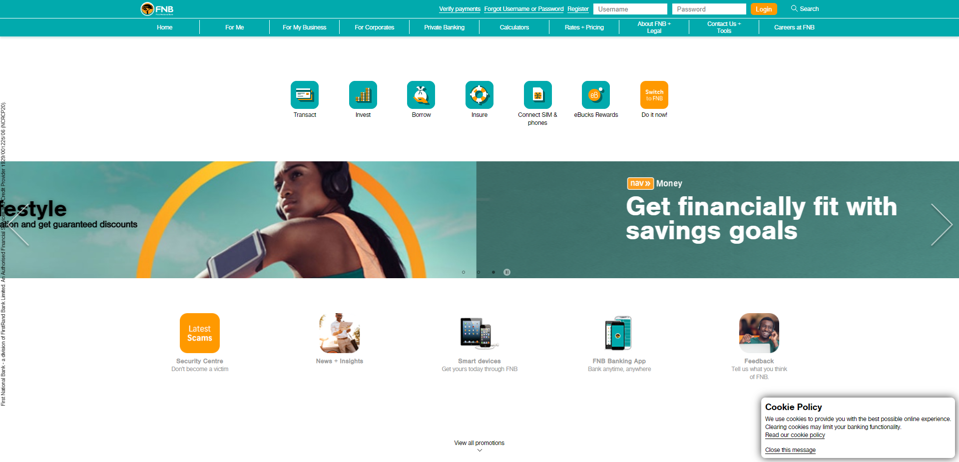 FNB
Verify payments
Forgot Username or Password
Register
Username
Password
Login
Search
Home
For Me
For My Business
For Corporates
Private Banking
Calculators
Rates + Pricing
About FNB +
Legal
Contact Us +
Tools
Careers at FNB
Transact
Invest
Borrow
Insure
Connect SIM &
phones
eBucks Rewards
Switch
to FNB
Do it now!
festyle
ation and get guaranteed discounts
nav» Money
Get financially fit with
savings goals
Latest
Scams
Security Centre
Don't become a victim
News + Insights
Smart devices
Get yours today through FNB
FNB Banking App
Bank anytime, anywhere
Feedback
Tell us what you think
of FNB
View all promotions
Cookie Policy
We use cookies to provide you with the best possible online experience.
Clearing cookies may limit your banking functionality.
Read our cookie policy
Close this message
First National Bank - a division of FirstRand Bank Limited. An Authorised Financial Credit Provider (NCRCP20).